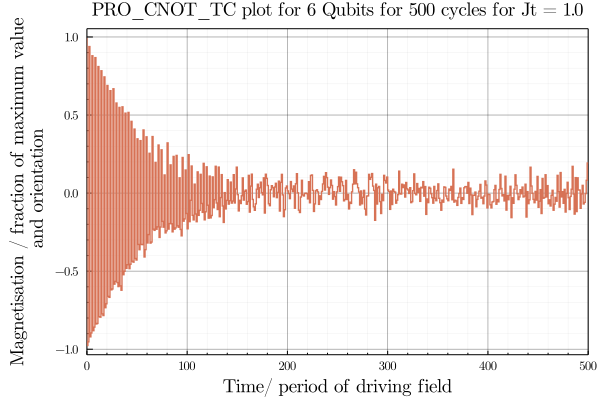 PRO_CNOT_TC plot for 6 Qubits for 500 cycles for Jt = 1.0
Magnetisation / fraction of maximum value
and orientation
1.0
0.5
0.0
−0.5
−1.0
0 100 200 300 400 500
Time/ period of driving field